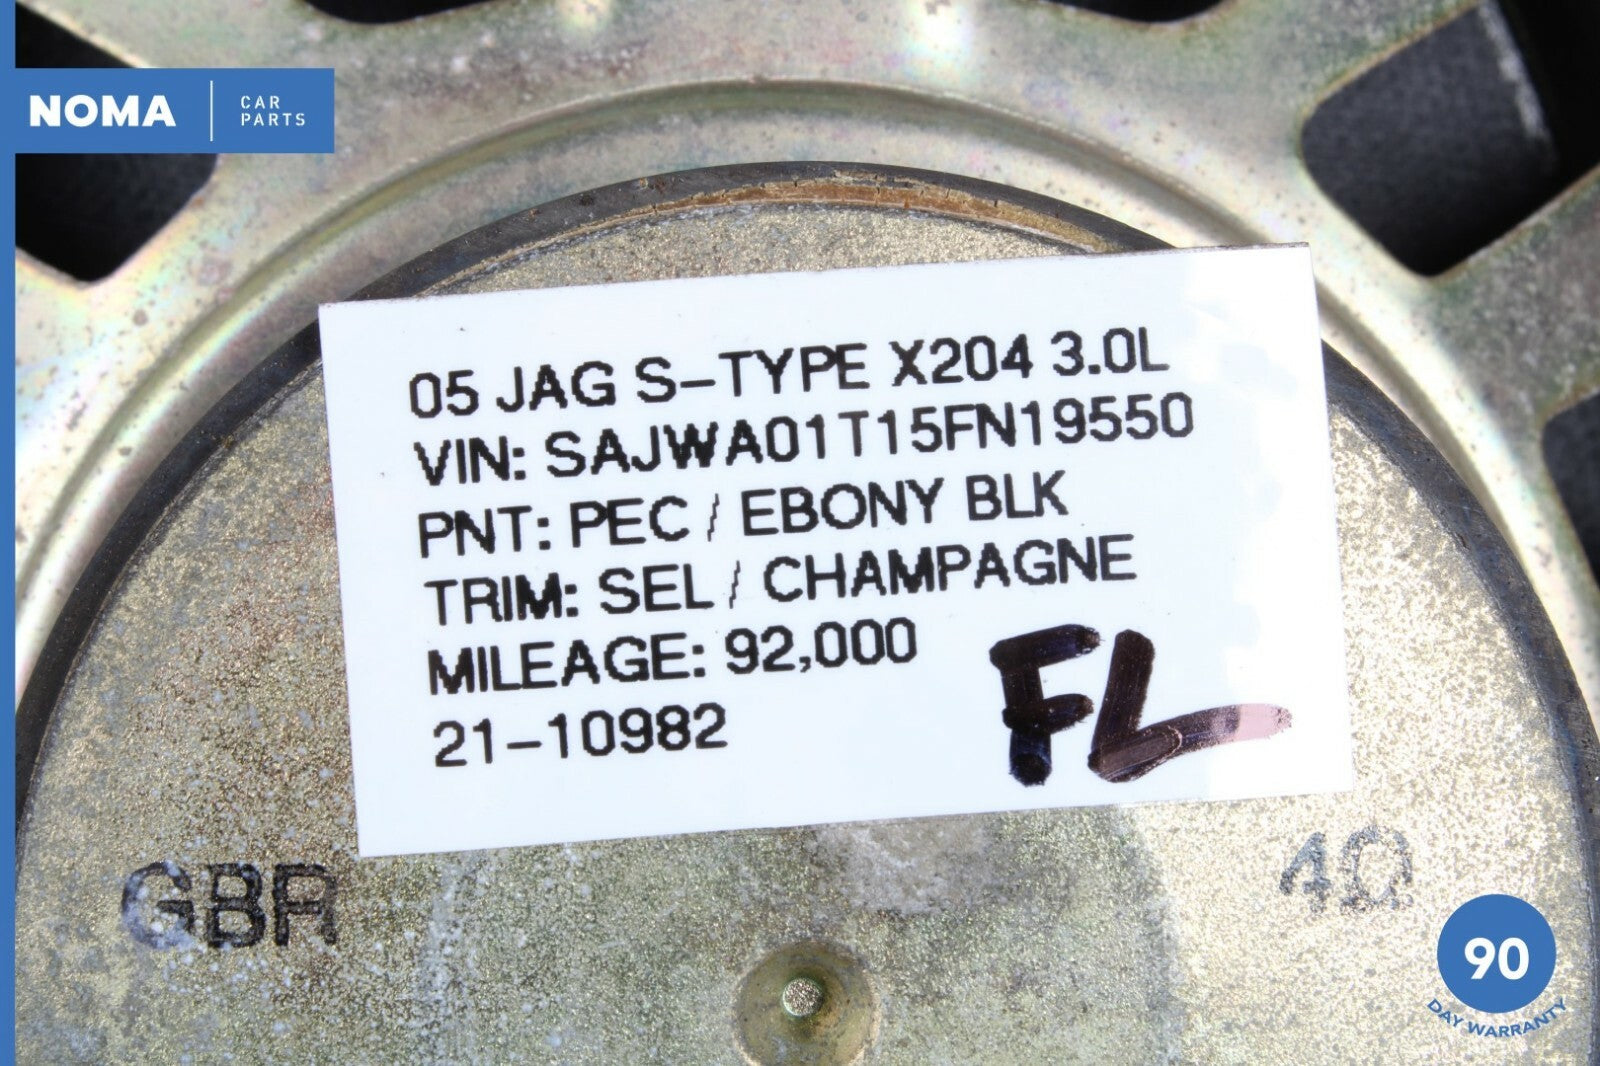 NOMA
CAR
PARTS
05 JAG S-TYPE X204 3.0L
VIN: SAJWA01T15FN19550
PNT: PEC / EBONY BLK
TRIM: SEL / CHAMPAGNE
MILEAGE: 92,000
21-10982
FL
GBR
4Ω
90
DAY WARRANTY